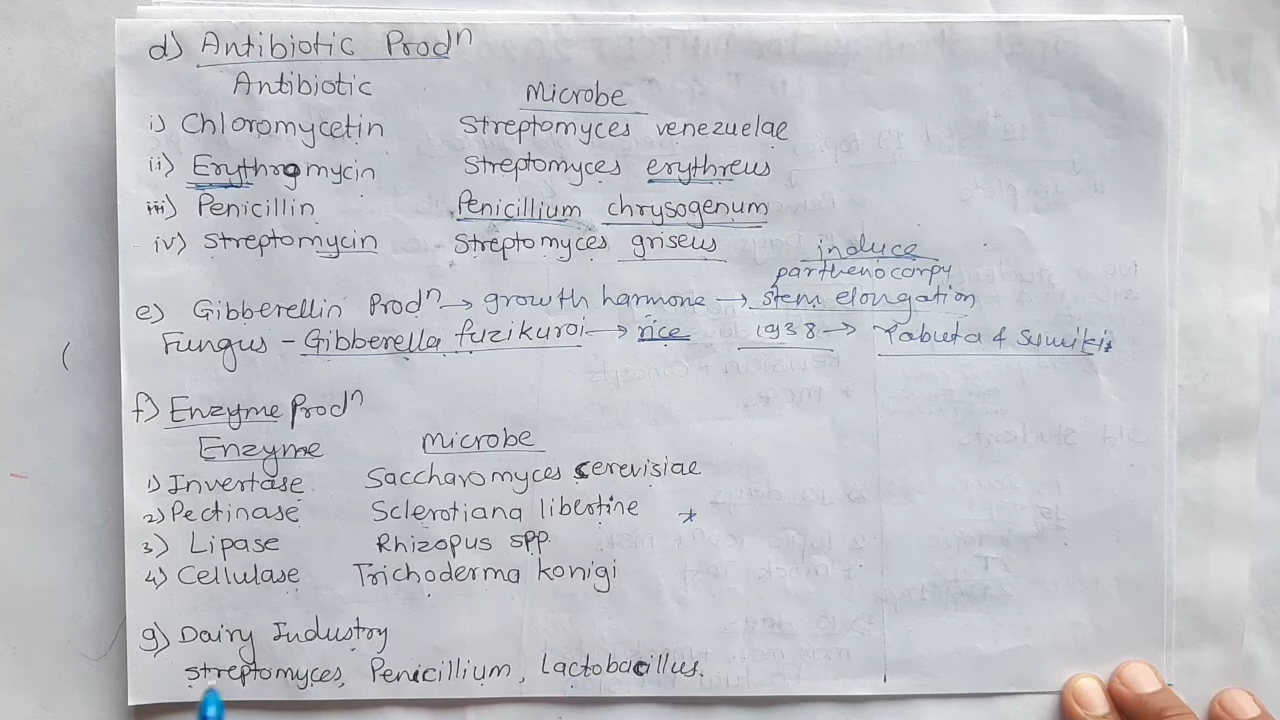 d) Antibiotic Prodⁿ
Antibiotic Microbe
i) Chloromycetin Streptomyces venezuelae
ii) Erythromycin Streptomyces erythreus
iii) Penicillin Penicillium chrysogenum
iv) Streptomycin Streptomyces griseus
induce
parthenocarpy
e) Gibberellin Prodⁿ → growth harmone → stem elongation
Fungus - Gibberella fuzikuroi → rice 1938 → Yabuta & Sumiki
f) Enzyme Prodⁿ
Enzyme Microbe
1) Invertase Saccharomyces cerevisiae
2) Pectinase Sclerotiana libertine *
3) Lipase Rhizopus spp.
4) Cellulase Trichoderma konigi
g) Dairy Industry
Streptomyces, Penicillium, Lactobacillus.